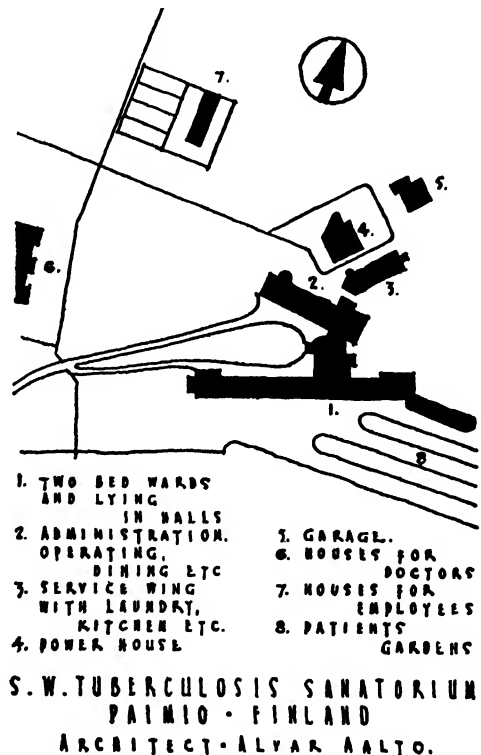 7.
5.
4.
6.
2.
3.
1.
8
1. TWO BED WARDS
AND LYING
IN HALLS
2. ADMINISTRATION.
OPERATING,
DINING ETC
3. SERVICE WING
WITH LAUNDRY,
KITCHEN ETC.
4. POWER HOUSE
5. GARAGE.
6. HOUSES FOR
DOCTORS
7. HOUSES FOR
EMPLOYEES
8. PATIENTS
GARDENS
S.W. TUBERCULOSIS SANATORIUM
PAIMIO · FINLAND
ARCHITECT · ALVAR AALTO.